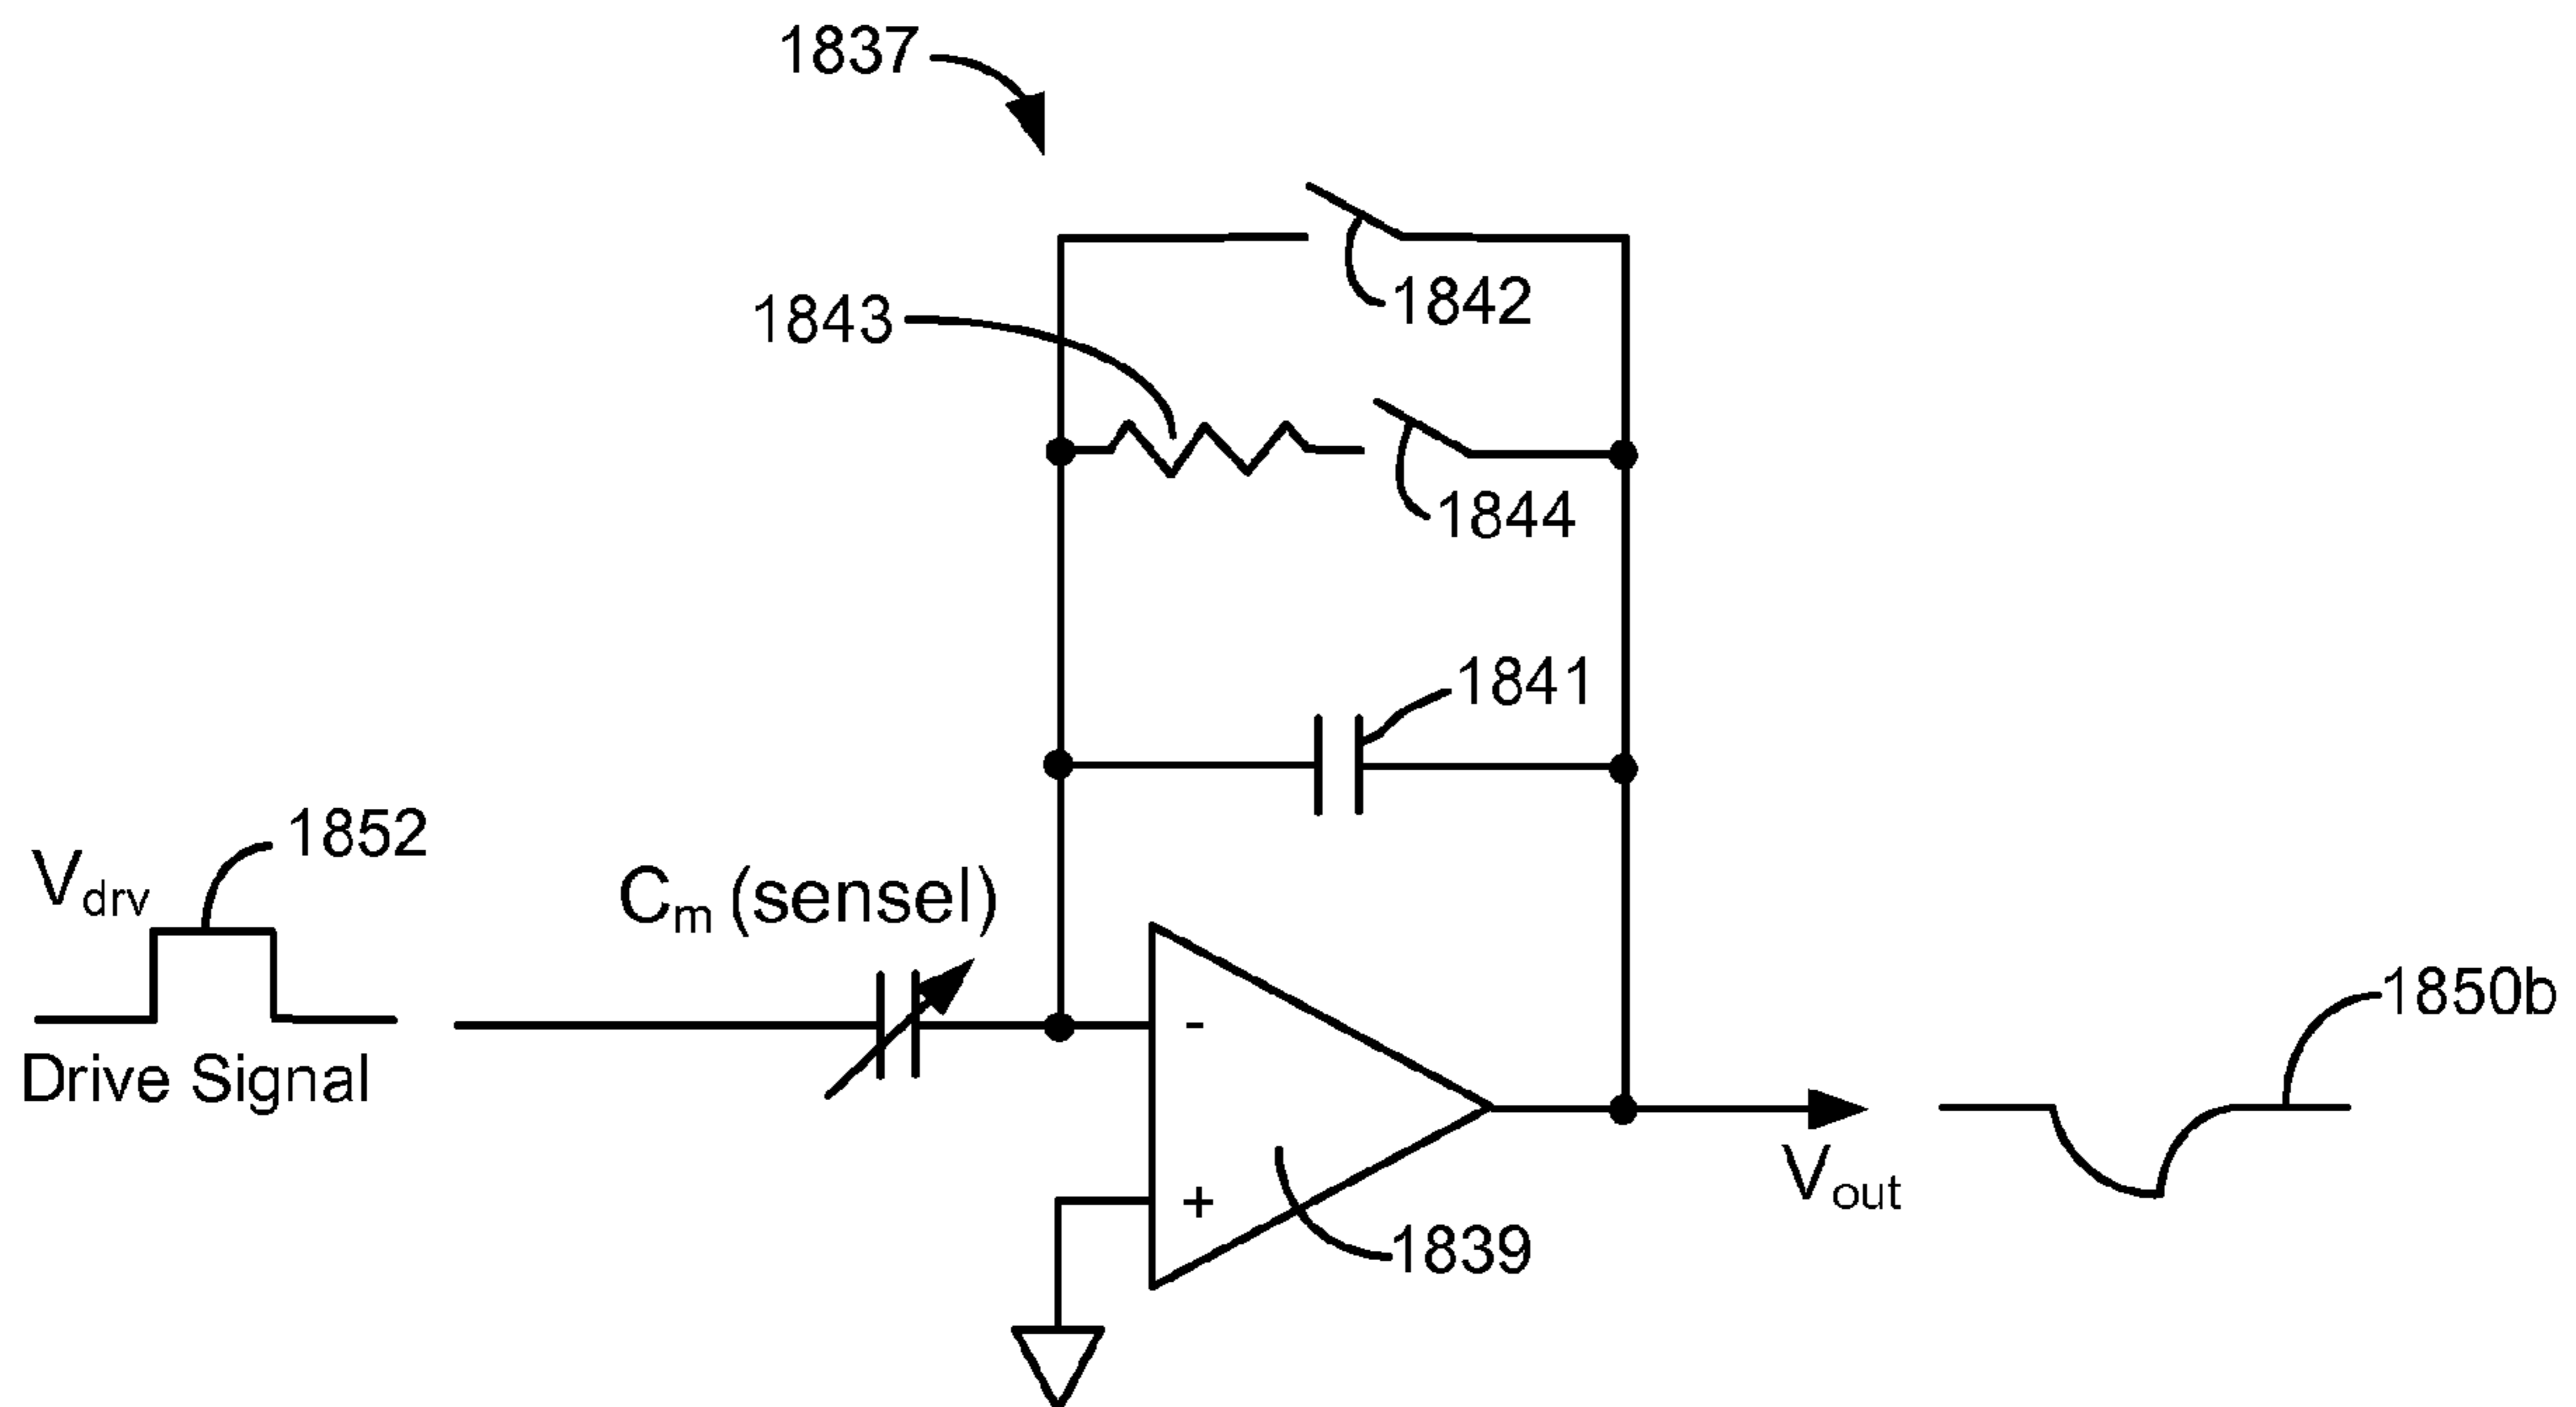 1837
1842
1843
1844
1841
1852
Vdrv
Cm (sensel)
Drive Signal
-
+
1839
Vout
1850b